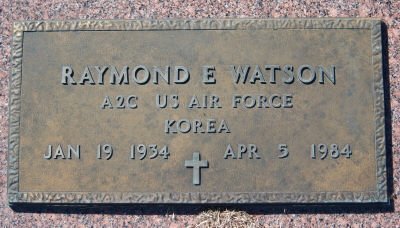 RAYMOND E WATSON
A2C US AIR FORCE
KOREA
JAN 19 1934 APR 5 1984